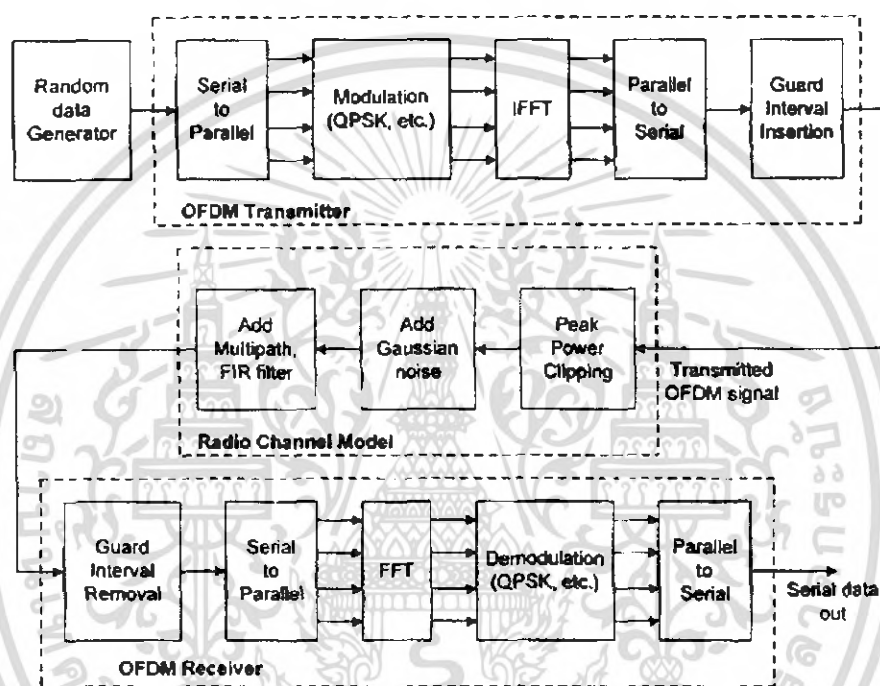 Random
data
Generator
Serial
to
Parallel
Modulation
(QPSK, etc.)
IFFT
Parallel
to
Serial
Guard
Interval
Insertion
OFDM Transmitter
Add
Multipath,
FIR filter
Add
Gaussian
noise
Peak
Power
Clipping
Transmitted
OFDM signal
Radio Channel Model
Guard
Interval
Removal
Serial
to
Parallel
FFT
Demodulation
(QPSK, etc.)
Parallel
to
Serial
Serial data
out
OFDM Receiver